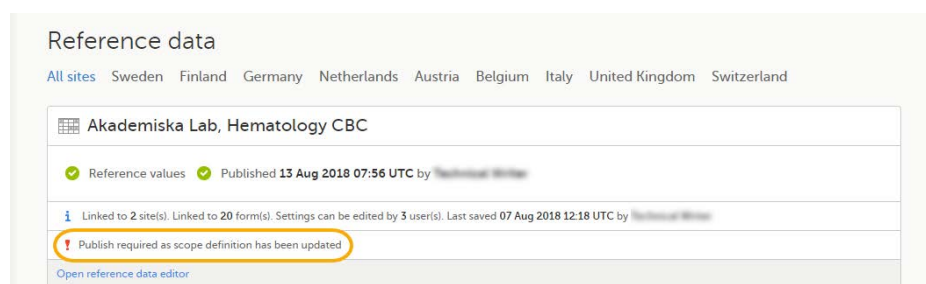 Reference data
All sites Sweden Finland Germany Netherlands Austria Belgium Italy United Kingdom Switzerland
Akademiska Lab, Hematology CBC
Reference values Published 13 Aug 2018 07:56 UTC by
Linked to 2 site(s). Linked to 20 form(s). Settings can be edited by 3 user(s). Last saved 07 Aug 2018 12:18 UTC by
Publish required as scope definition has been updated
Open reference data editor